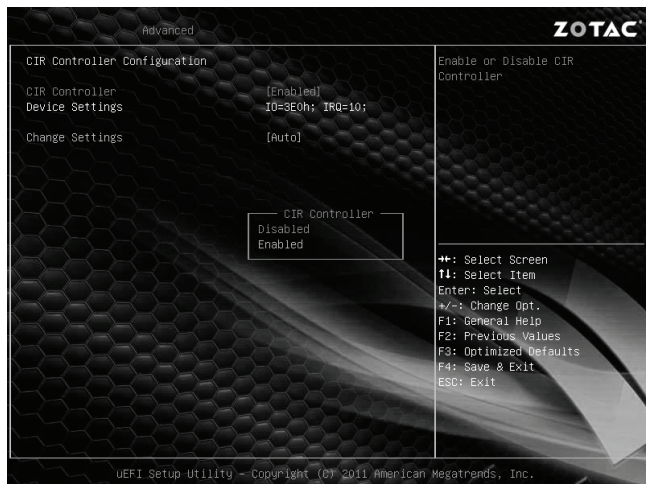 Advanced
ZOTAC
CIR Controller Configuration
CIR Controller [Enabled]
Device Settings IO=3E0h; IRQ=10;
Change Settings [Auto]
CIR Controller
Disabled
Enabled
Enable or Disable CIR
Controller
→←: Select Screen
↑↓: Select Item
Enter: Select
+/-: Change Opt.
F1: General Help
F2: Previous Values
F3: Optimized Defaults
F4: Save & Exit
ESC: Exit
uEFI Setup Utility - Copyright (C) 2011 American Megatrends, Inc.